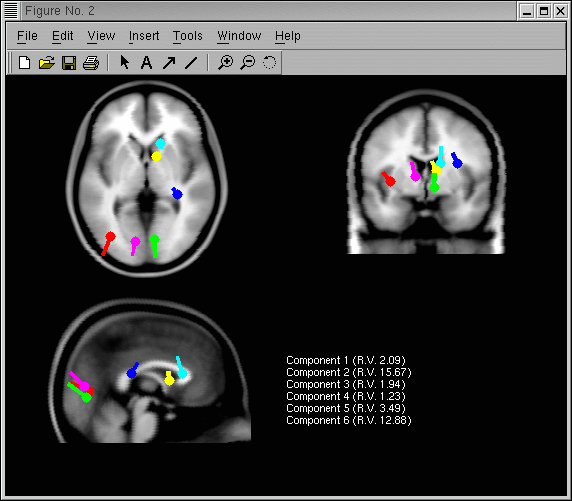 Figure No. 2
File Edit View Insert Tools Window Help
A
Component 1 (R.V. 2.09)
Component 2 (R.V. 15.67)
Component 3 (R.V. 1.94)
Component 4 (R.V. 1.23)
Component 5 (R.V. 3.49)
Component 6 (R.V. 12.88)